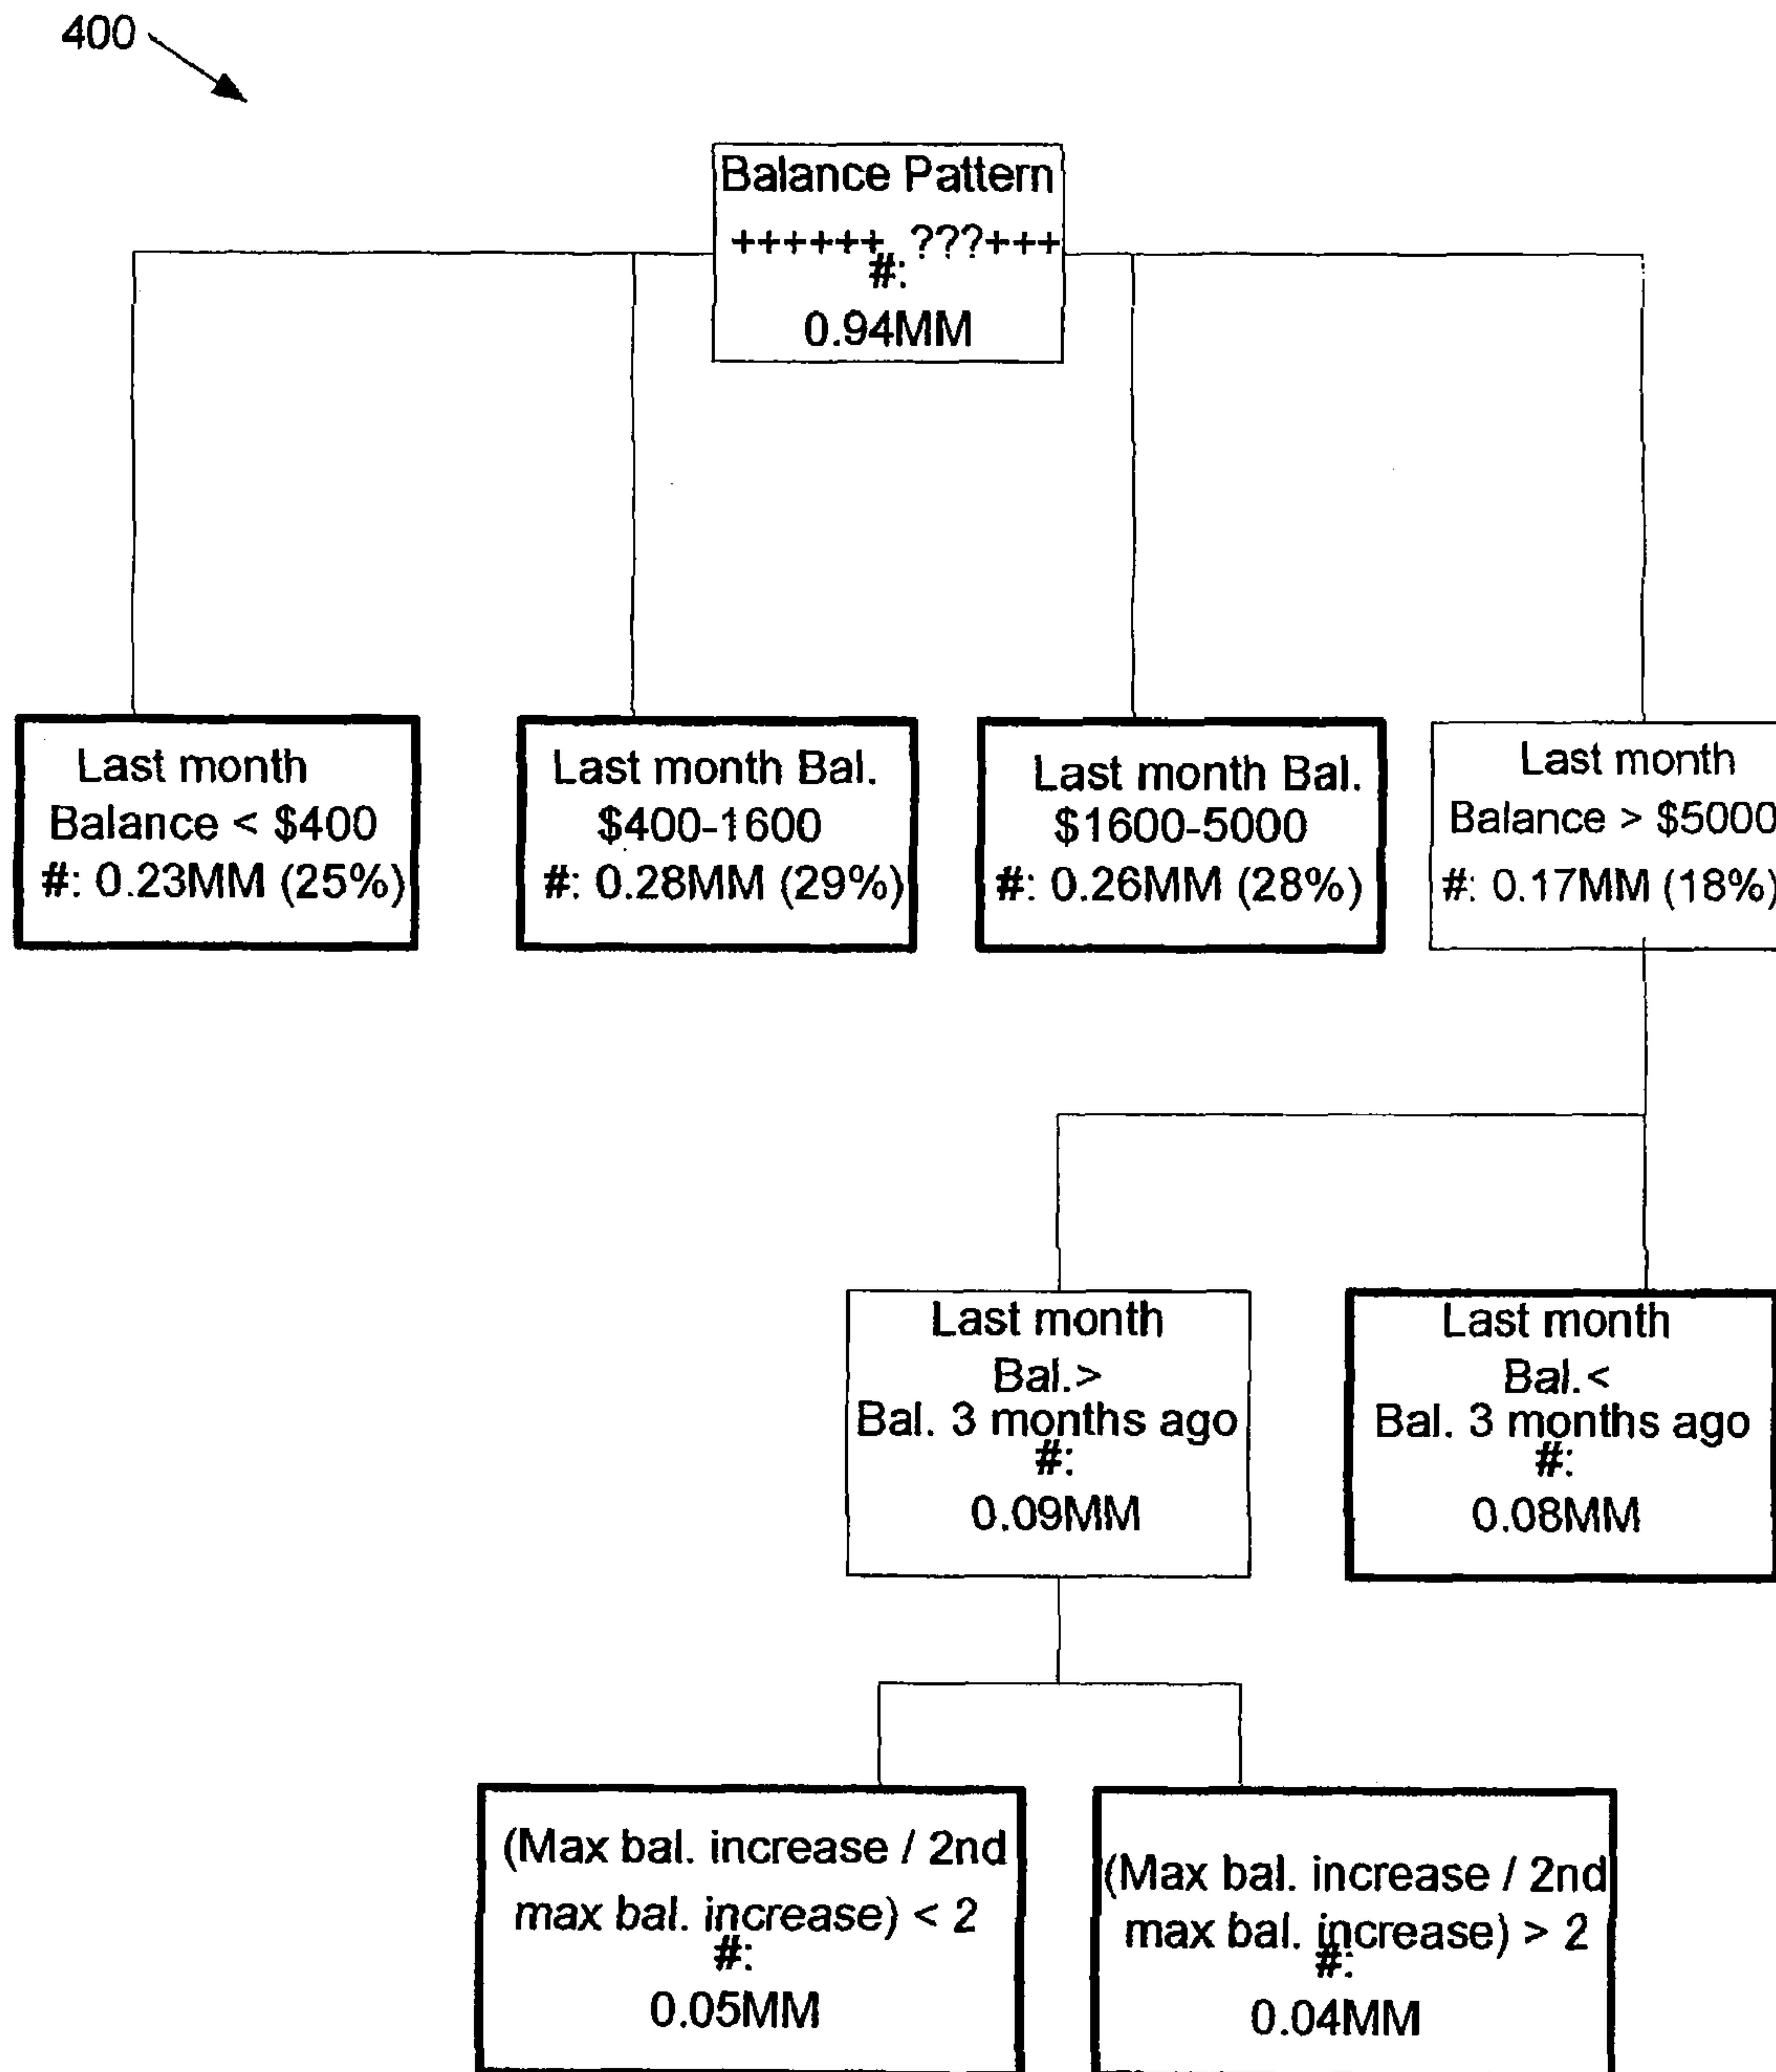 400
Balance Pattern
++++++ ???+++
#:
0.94MM
Last month
Balance < $400
#: 0.23MM (25%)
Last month Bal.
$400-1600
#: 0.28MM (29%)
Last month Bal.
$1600-5000
#: 0.26MM (28%)
Last month
Balance > $5000
#: 0.17MM (18%)
Last month
Bal.>
Bal. 3 months ago
#:
0.09MM
Last month
Bal.<
Bal. 3 months ago
#:
0.08MM
(Max bal. increase / 2nd
max bal. increase) < 2
#:
0.05MM
(Max bal. increase / 2nd
max bal. increase) > 2
#:
0.04MM